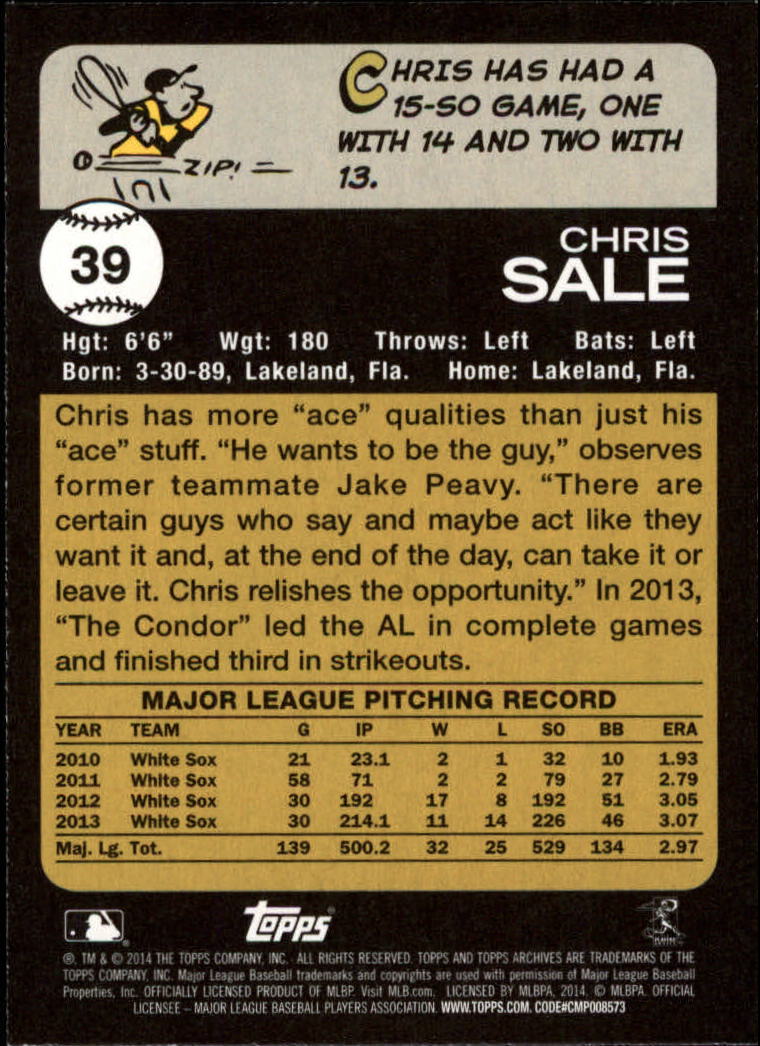 CHRIS HAS HAD A
15-SO GAME, ONE
WITH 14 AND TWO WITH
13.
ZIP!
39
CHRIS
SALE
Hgt: 6'6" Wgt: 180 Throws: Left Bats: Left
Born: 3-30-89, Lakeland, Fla. Home: Lakeland, Fla.
Chris has more “ace” qualities than just his
“ace” stuff. “He wants to be the guy,” observes
former teammate Jake Peavy. “There are
certain guys who say and maybe act like they
want it and, at the end of the day, can take it or
leave it. Chris relishes the opportunity.” In 2013,
“The Condor” led the AL in complete games
and finished third in strikeouts.
MAJOR LEAGUE PITCHING RECORD
YEAR TEAM G IP W L SO BB ERA
2010 White Sox 21 23.1 2 1 32 10 1.93
2011 White Sox 58 71 2 2 79 27 2.79
2012 White Sox 30 192 17 8 192 51 3.05
2013 White Sox 30 214.1 11 14 226 46 3.07
Maj. Lg. Tot. 139 500.2 32 25 529 134 2.97
Topps®
®, TM & © 2014 THE TOPPS COMPANY, INC. ALL RIGHTS RESERVED. TOPPS AND TOPPS ARCHIVES ARE TRADEMARKS OF THE
TOPPS COMPANY, INC. Major League Baseball trademarks and copyrights are used with permission of Major League Baseball
Properties, Inc. OFFICIALLY LICENSED PRODUCT OF MLBP. Visit MLB.com. LICENSED BY MLBPA, 2014. © MLBPA. OFFICIAL
LICENSEE – MAJOR LEAGUE BASEBALL PLAYERS ASSOCIATION. WWW.TOPPS.COM. CODE#CMP008573